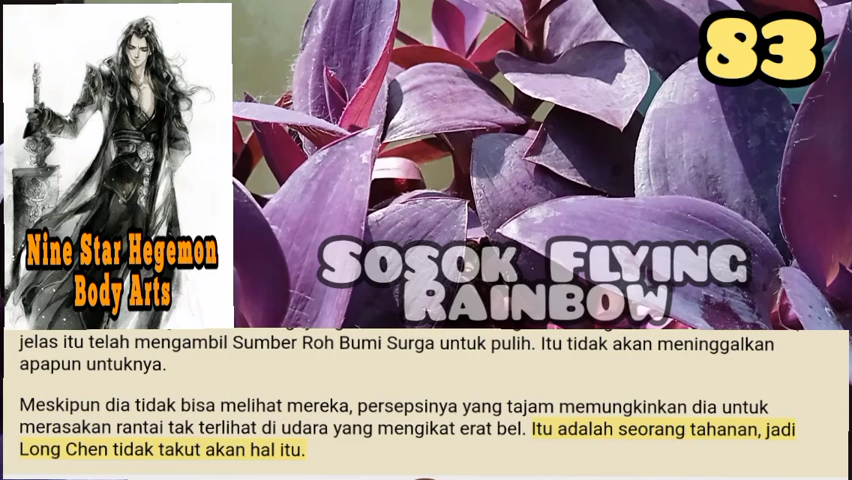 83
Nine Star Hegemon
Body Arts
Sosok Flying
Rainbow
jelas itu telah mengambil Sumber Roh Bumi Surga untuk pulih. Itu tidak akan meninggalkan
apapun untuknya.
Meskipun dia tidak bisa melihat mereka, persepsinya yang tajam memungkinkan dia untuk
merasakan rantai tak terlihat di udara yang mengikat erat bel. Itu adalah seorang tahanan, jadi
Long Chen tidak takut akan hal itu.